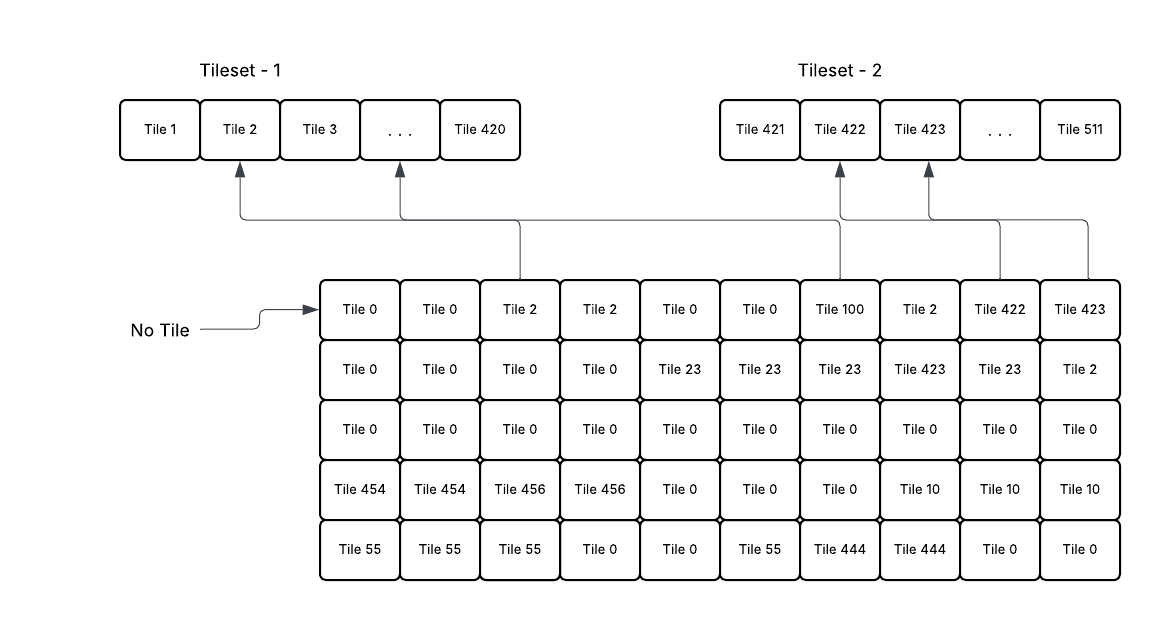 Tileset - 1
Tileset - 2
Tile 1 Tile 2 Tile 3 . . . Tile 420
Tile 421 Tile 422 Tile 423 . . . Tile 511
No Tile
Tile 0 Tile 0 Tile 2 Tile 2 Tile 0 Tile 0 Tile 100 Tile 2 Tile 422 Tile 423
Tile 0 Tile 0 Tile 0 Tile 0 Tile 23 Tile 23 Tile 23 Tile 423 Tile 23 Tile 2
Tile 0 Tile 0 Tile 0 Tile 0 Tile 0 Tile 0 Tile 0 Tile 0 Tile 0 Tile 0
Tile 454 Tile 454 Tile 456 Tile 456 Tile 0 Tile 0 Tile 0 Tile 10 Tile 10 Tile 10
Tile 55 Tile 55 Tile 55 Tile 0 Tile 0 Tile 55 Tile 444 Tile 444 Tile 0 Tile 0